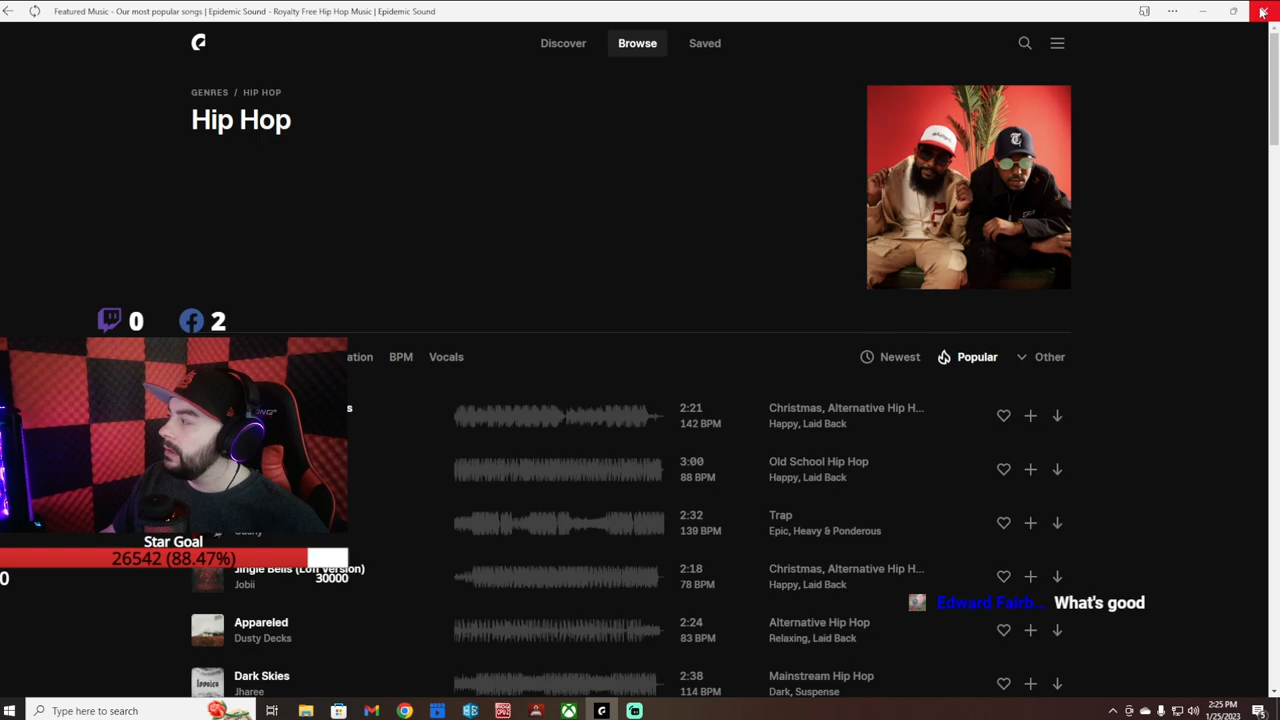 Featured Music - Our most popular songs | Epidemic Sound - Royalty Free Hip Hop Music | Epidemic Sound
Discover
Browse
Saved
GENRES / HIP HOP
Hip Hop
0
2
BPM
Vocals
Newest
Popular
Other
s
2:21
142 BPM
Christmas, Alternative Hip H...
Happy, Laid Back
3:00
88 BPM
Old School Hip Hop
Happy, Laid Back
2:32
139 BPM
Trap
Epic, Heavy & Ponderous
Star Goal
26542 (88.47%)
0
30000
Jingle Bells (Lofi Version)
Jobii
2:18
78 BPM
Christmas, Alternative Hip H...
Happy, Laid Back
Edward Fairb... What's good
Appareled
Dusty Decks
2:24
83 BPM
Alternative Hip Hop
Relaxing, Laid Back
Dark Skies
Jharee
2:38
114 BPM
Mainstream Hip Hop
Dark, Suspense
Type here to search
2:25 PM
1/25/2023